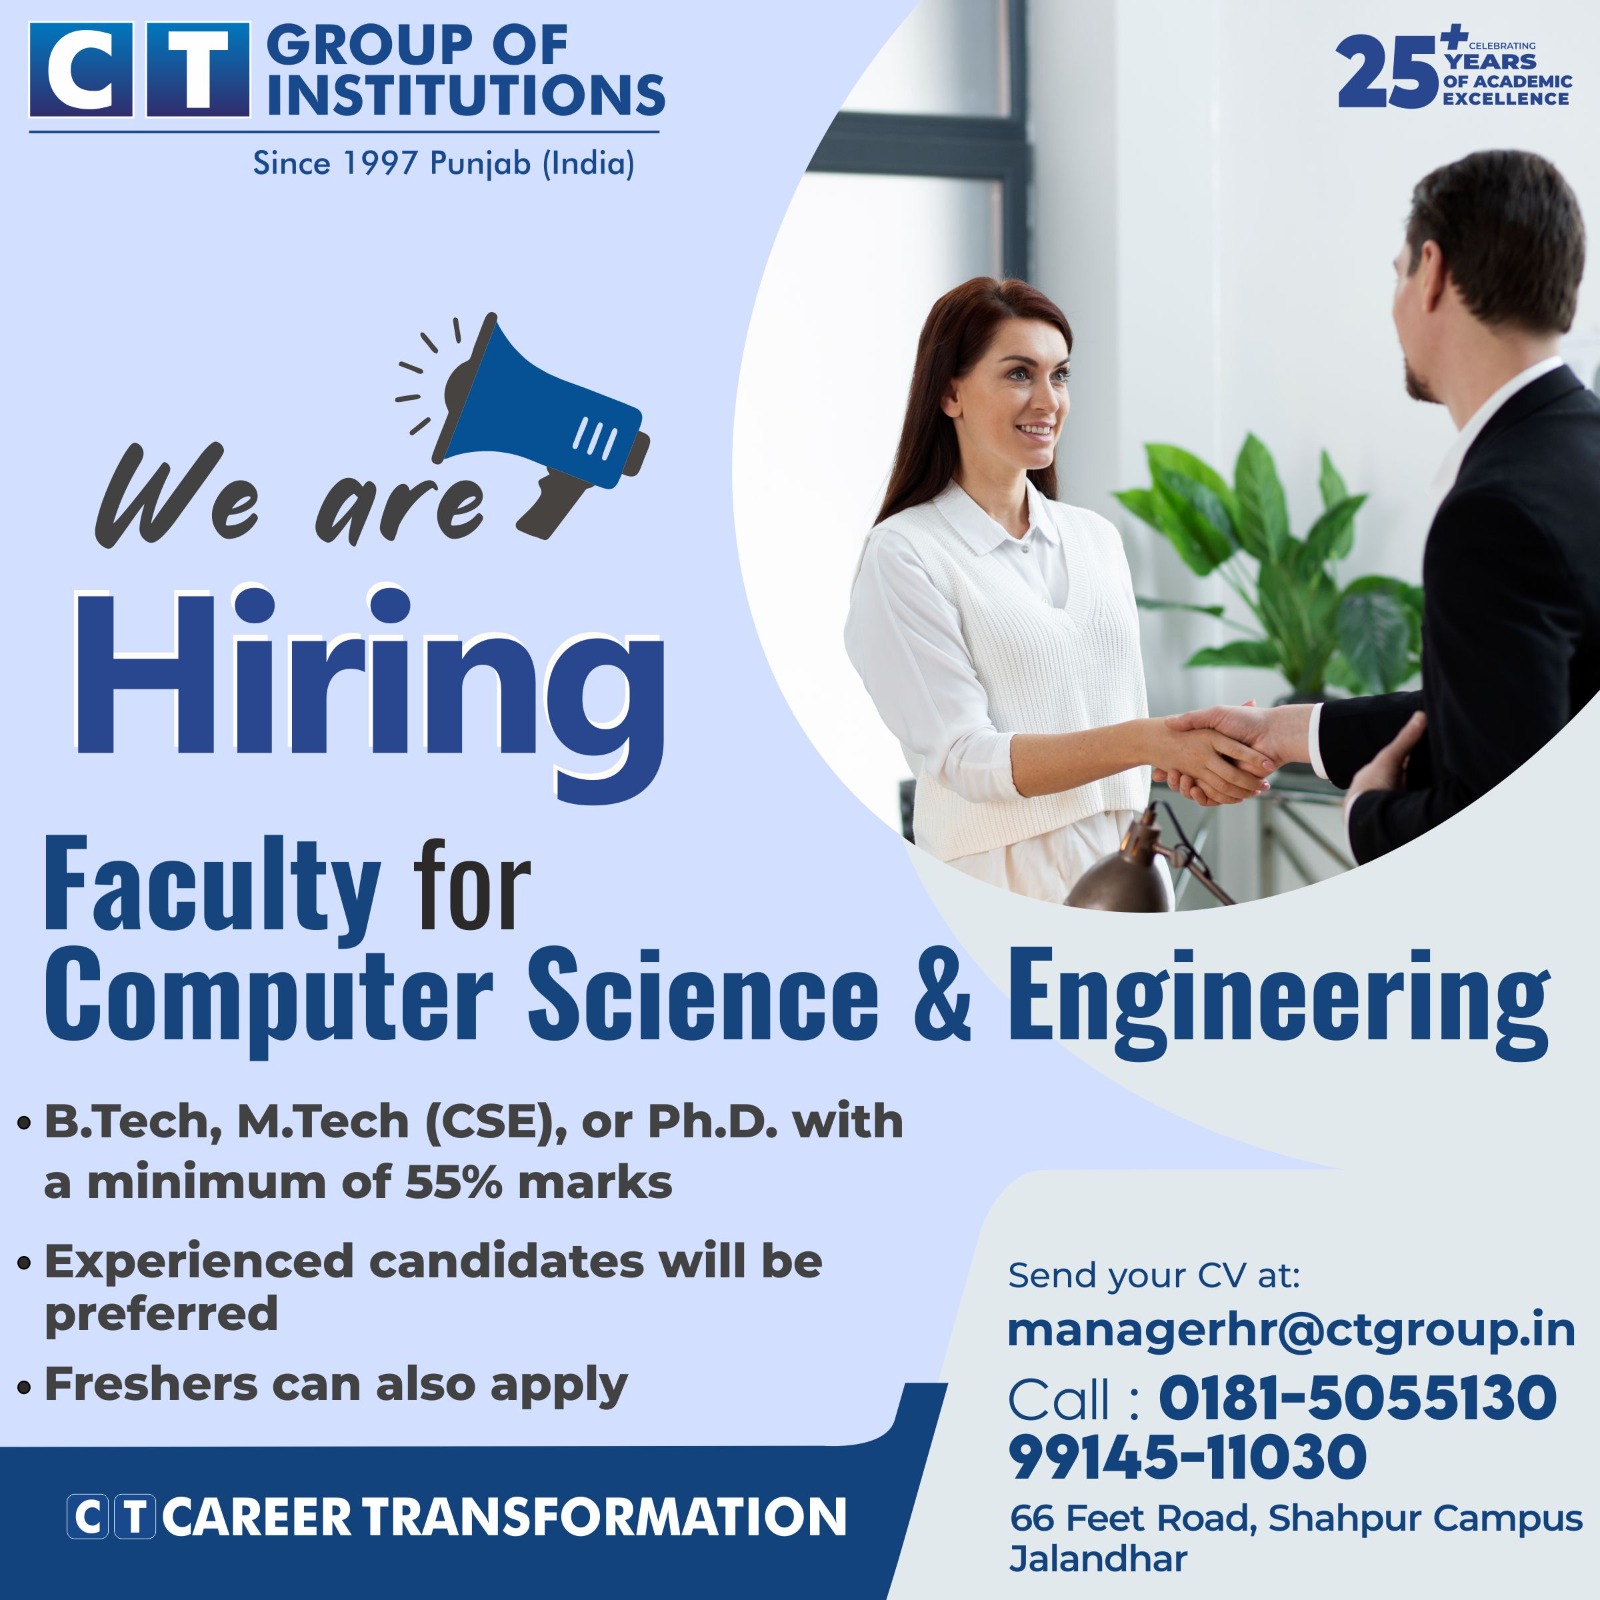 CT GROUP OF
INSTITUTIONS
Since 1997 Punjab (India)
25+ CELEBRATING
YEARS
OF ACADEMIC
EXCELLENCE
We are
Hiring
Faculty for
Computer Science & Engineering
• B.Tech, M.Tech (CSE), or Ph.D. with
a minimum of 55% marks
• Experienced candidates will be
preferred
• Freshers can also apply
CT CAREER TRANSFORMATION
Send your CV at:
managerhr@ctgroup.in
Call : 0181-5055130
99145-11030
66 Feet Road, Shahpur Campus
Jalandhar